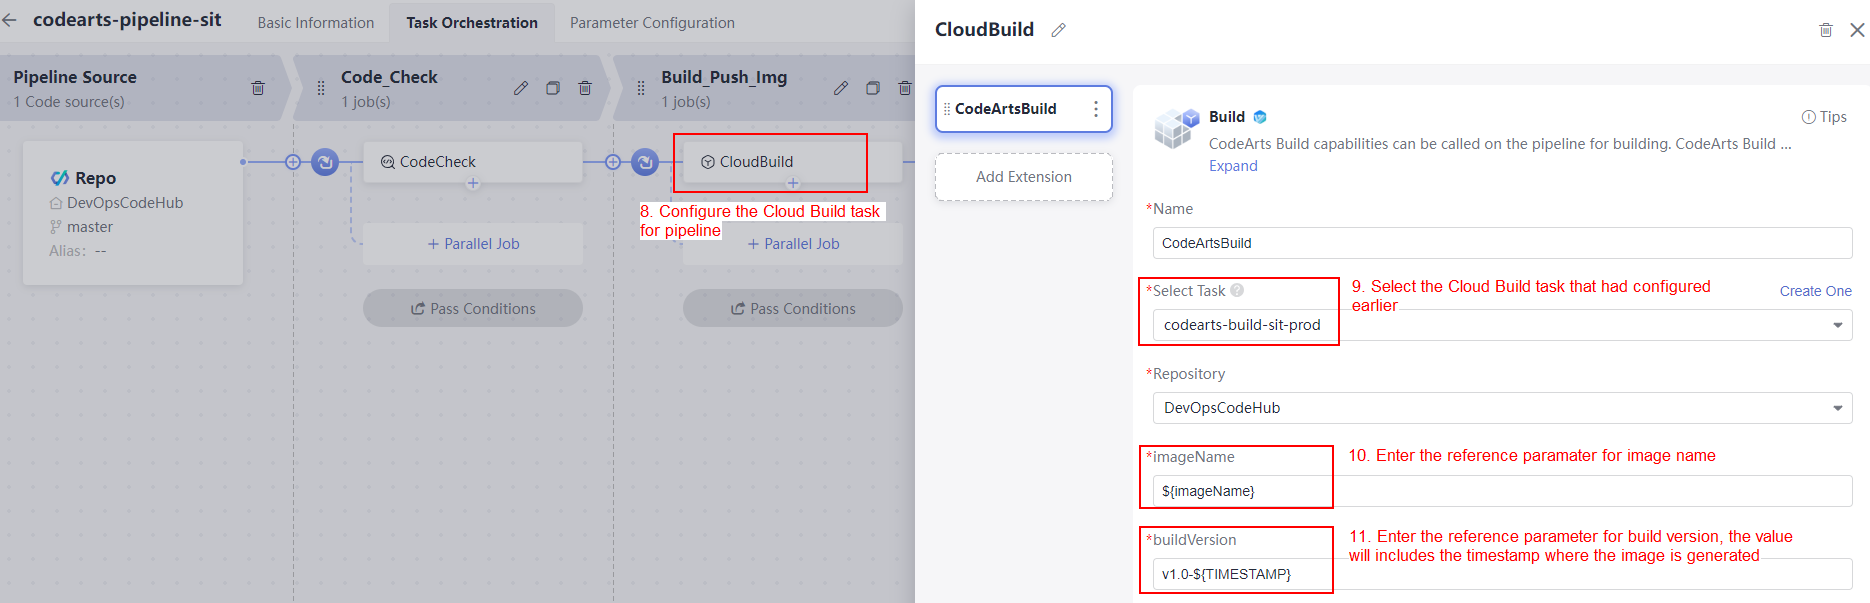 codearts-pipeline-sit
Basic Information
Task Orchestration
Parameter Configuration
Pipeline Source
1 Code source(s)
Code_Check
1 job(s)
Build_Push_Img
1 job(s)
Repo
DevOpsCodeHub
master
Alias: --
CodeCheck
CloudBuild
8. Configure the Cloud Build task
for pipeline
+ Parallel Job
+ Parallel Job
Pass Conditions
Pass Conditions
CloudBuild
CodeArtsBuild
Add Extension
Build
Tips
CodeArts Build capabilities can be called on the pipeline for building. CodeArts Build ...
Expand
*Name
CodeArtsBuild
*Select Task
9. Select the Cloud Build task that had configured
earlier
Create One
codearts-build-sit-prod
*Repository
DevOpsCodeHub
*imageName
10. Enter the reference paramater for image name
${imageName}
*buildVersion
11. Enter the reference parameter for build version, the value
will includes the timestamp where the image is generated
v1.0-${TIMESTAMP}